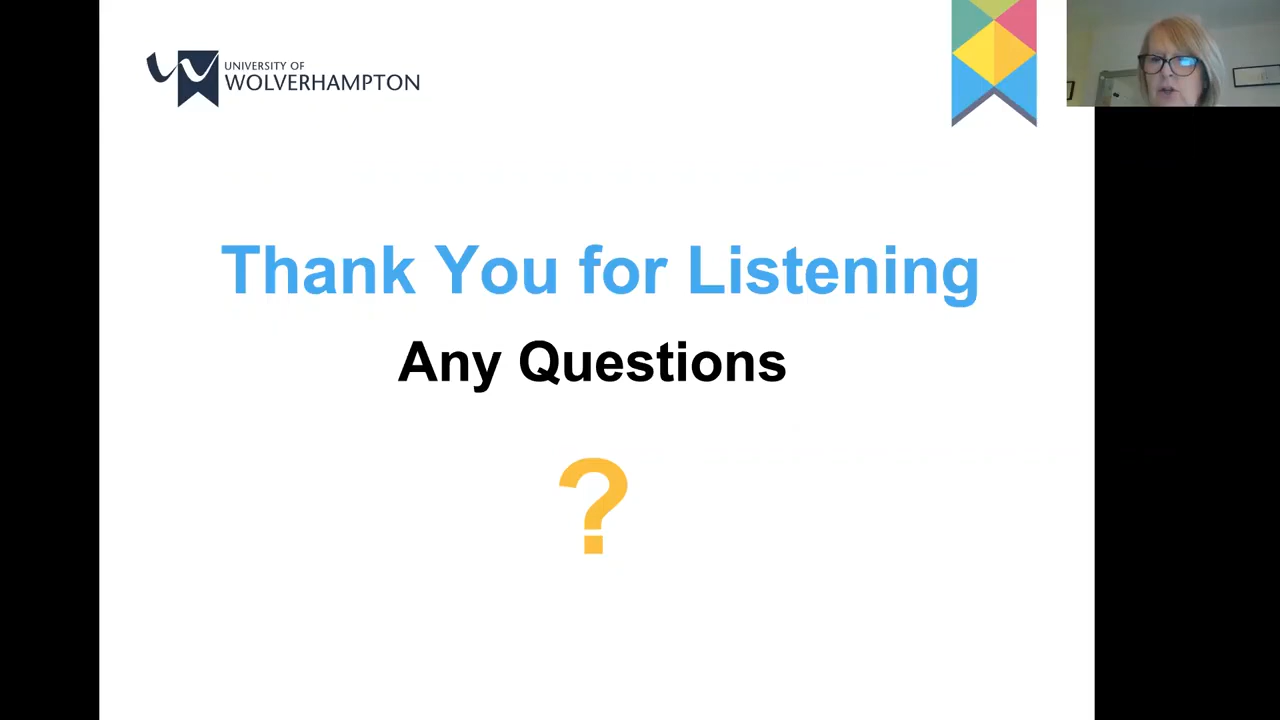 UNIVERSITY OF
WOLVERHAMPTON
Thank You for Listening
Any Questions
?